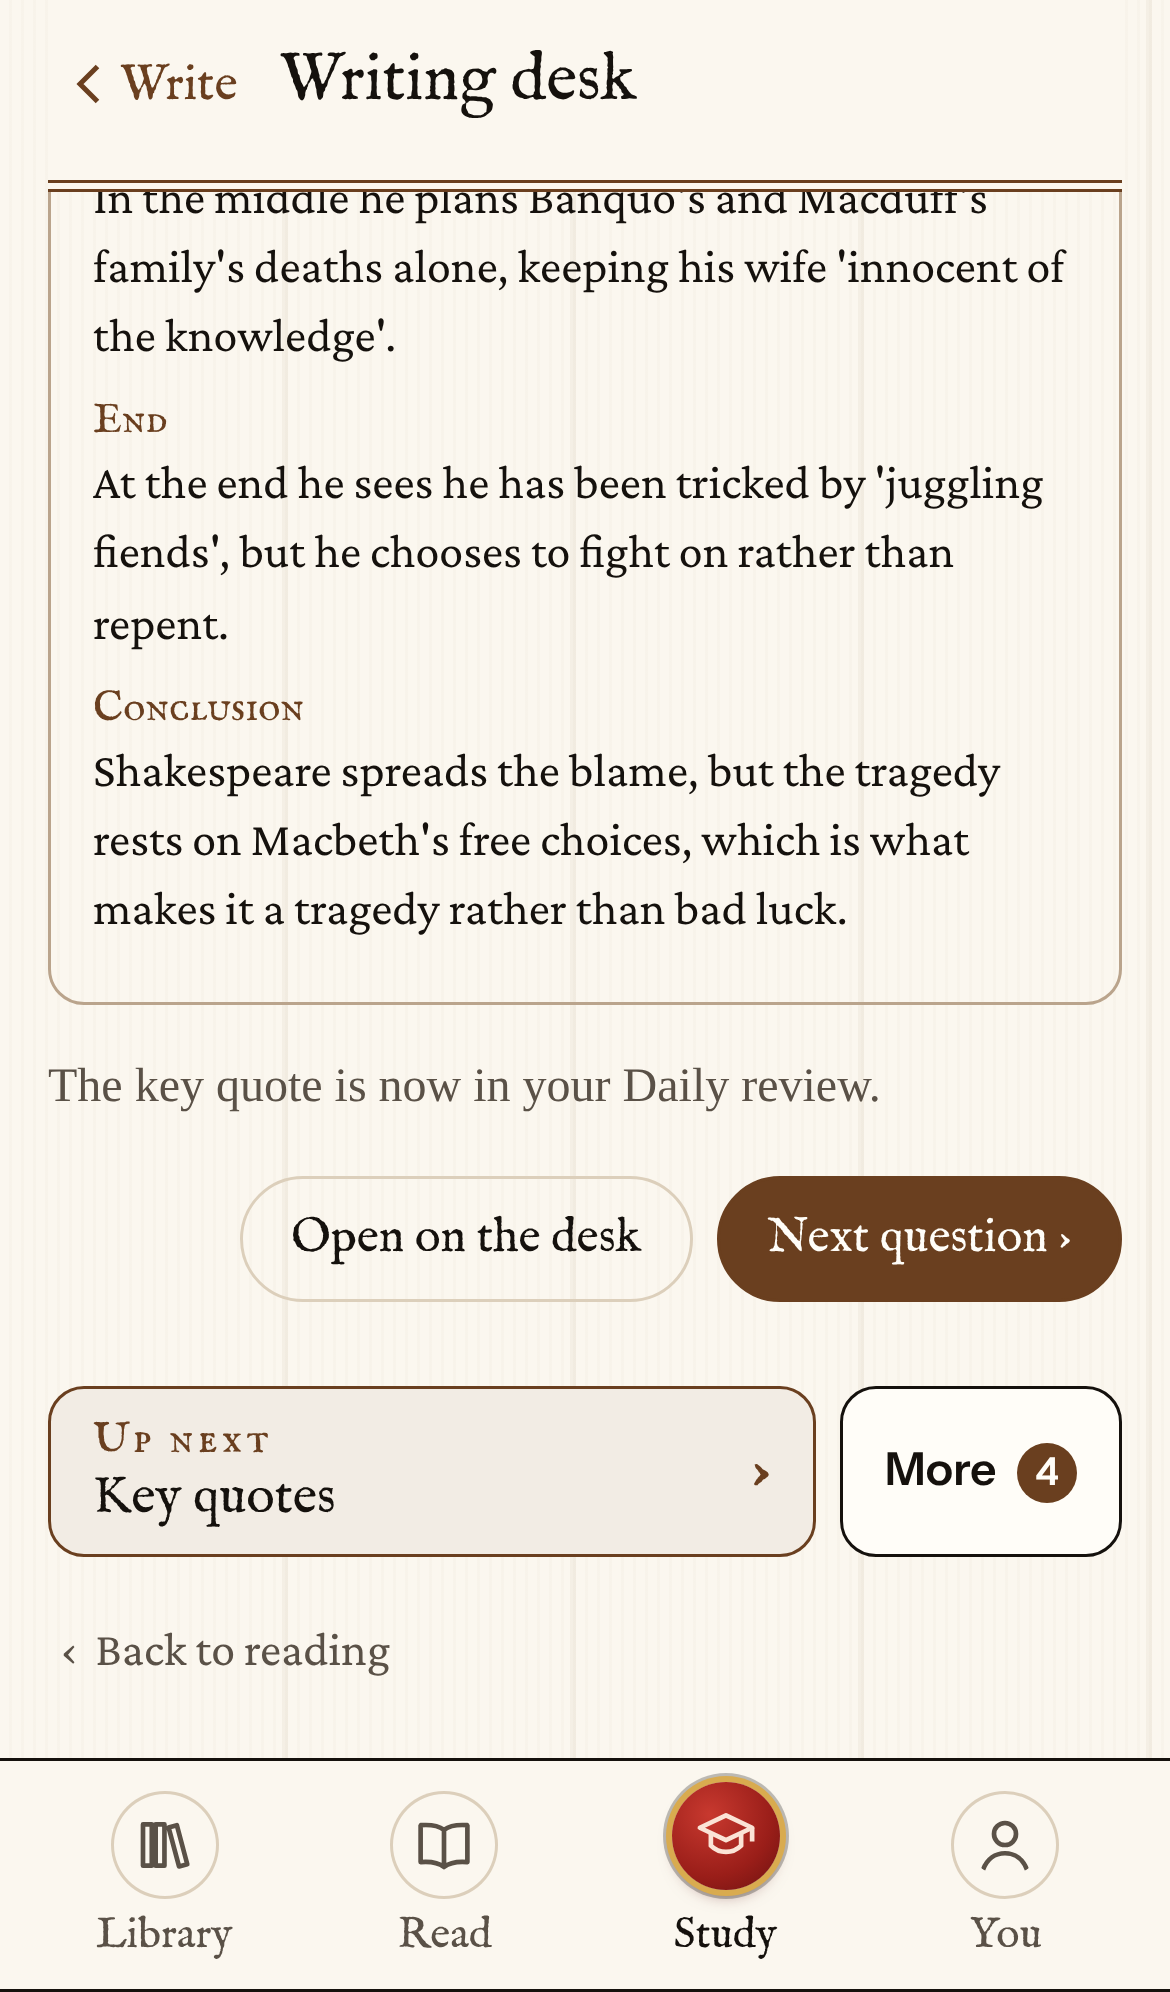 Write Writing desk
In the middle he plans Banquo's and Macduff's
family's deaths alone, keeping his wife 'innocent of
the knowledge'.
End
At the end he sees he has been tricked by 'juggling
fiends', but he chooses to fight on rather than
repent.
Conclusion
Shakespeare spreads the blame, but the tragedy
rests on Macbeth's free choices, which is what
makes it a tragedy rather than bad luck.
The key quote is now in your Daily review.
Open on the desk Next question ›
Up next
Key quotes ›
More 4
‹ Back to reading
Library Read Study You